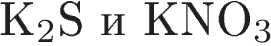 K₂S и KNO₃